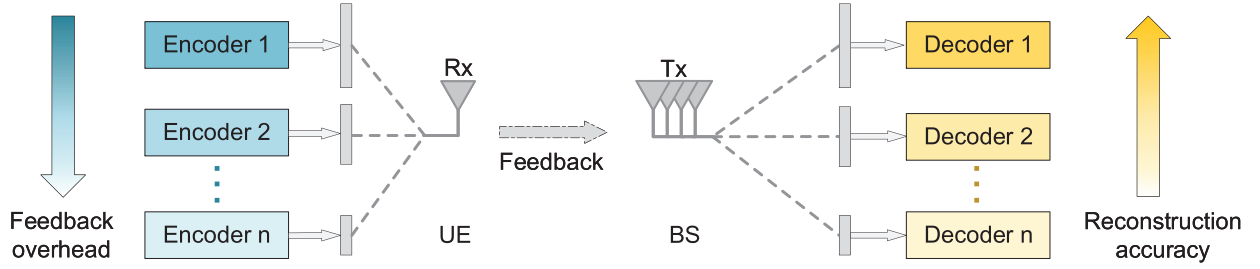 Encoder 1
Encoder 2
Encoder n
Feedback
overhead
Rx
UE
Feedback
Tx
BS
Decoder 1
Decoder 2
Decoder n
Reconstruction
accuracy